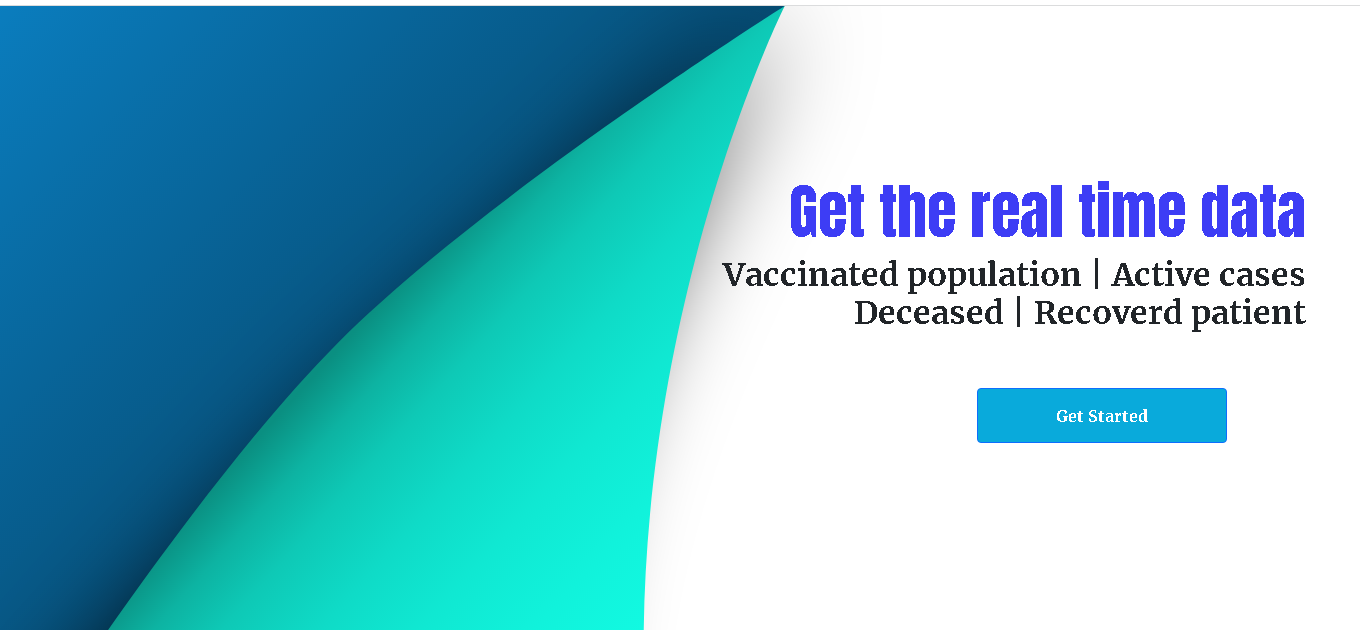 Get the real time data
Vaccinated population | Active cases
Deceased | Recoverd patient
Get Started